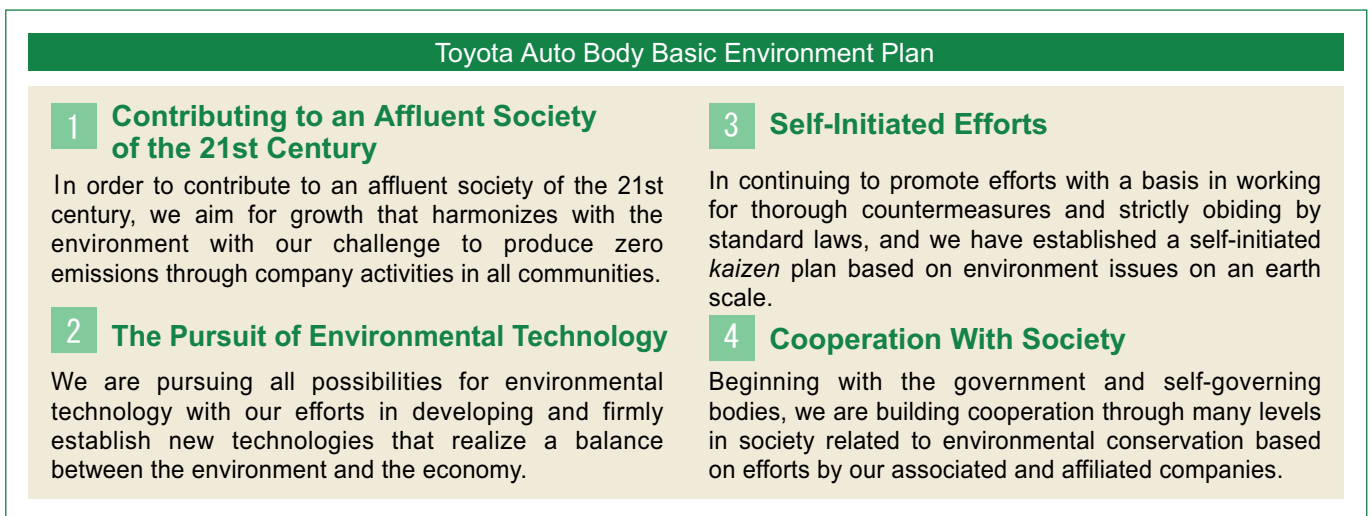 Toyota Auto Body Basic Environment Plan
1 Contributing to an Affluent Society
of the 21st Century
In order to contribute to an affluent society of the 21st
century, we aim for growth that harmonizes with the
environment with our challenge to produce zero
emissions through company activities in all communities.
2 The Pursuit of Environmental Technology
We are pursuing all possibilities for environmental
technology with our efforts in developing and firmly
establish new technologies that realize a balance
between the environment and the economy.
3 Self-Initiated Efforts
In continuing to promote efforts with a basis in working
for thorough countermeasures and strictly obiding by
standard laws, and we have established a self-initiated
kaizen plan based on environment issues on an earth
scale.
4 Cooperation With Society
Beginning with the government and self-governing
bodies, we are building cooperation through many levels
in society related to environmental conservation based
on efforts by our associated and affiliated companies.